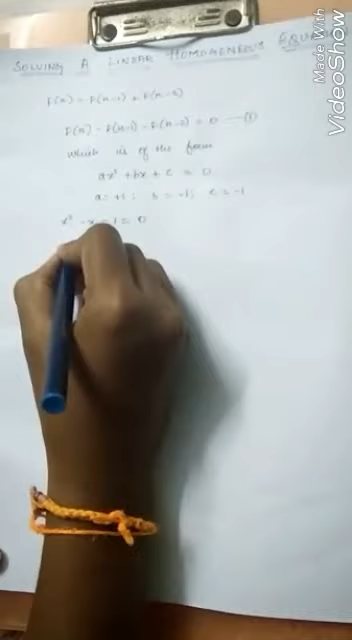 SOLVING A LINEAR HOMOGENEOUS EQUA
F(n) = F(n-1) + F(n-2)
F(n) - F(n-1) - F(n-2) = 0 — (1)
which is of the form
ax² + bx + c = 0
a = +1; b = -1; c = -1
x² - x - 1 = 0
Made With
VideoShow